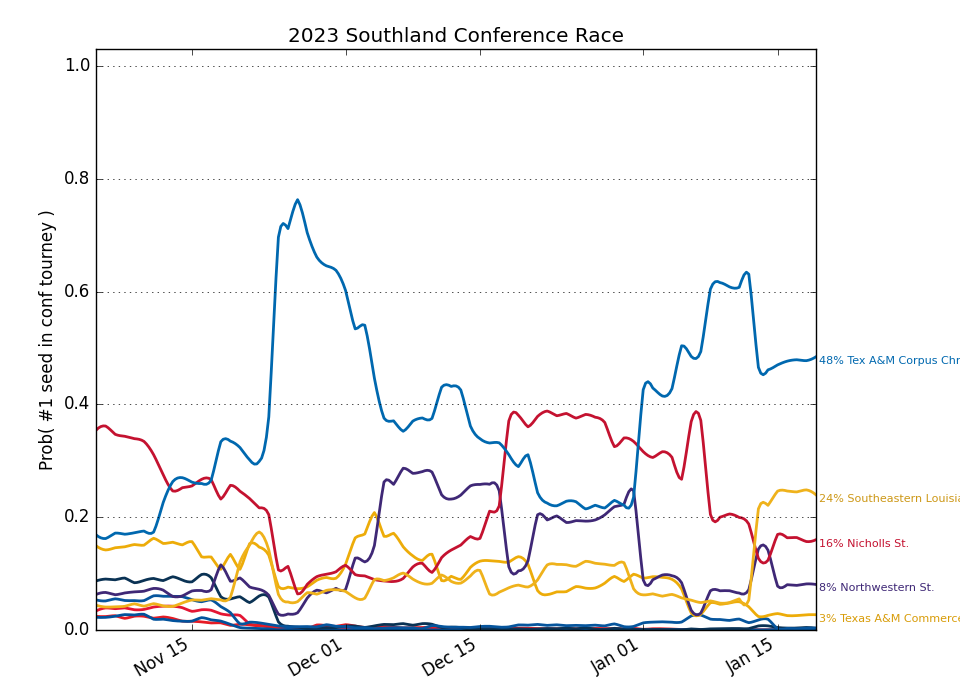 2023 Southland Conference Race
Prob( #1 seed in conf tourney )
1.0
0.8
0.6
0.4
0.2
0.0
Nov 15
Dec 01
Dec 15
Jan 01
Jan 15
48% Tex A&M Corpus Chr
24% Southeastern Louisia
16% Nicholls St.
8% Northwestern St.
3% Texas A&M Commerce